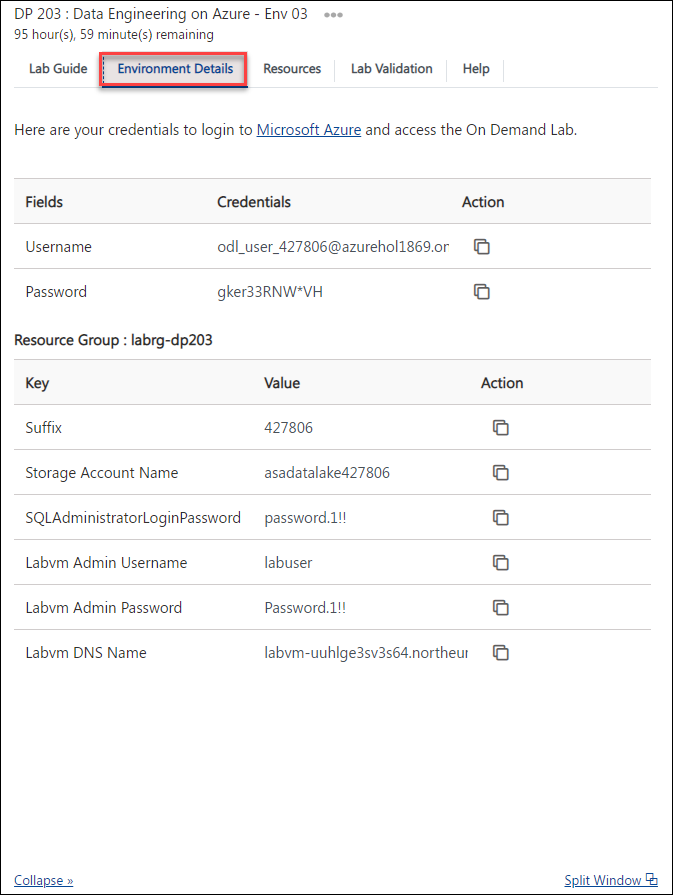 DP 203 : Data Engineering on Azure - Env 03
95 hour(s), 59 minute(s) remaining
Lab Guide Environment Details Resources Lab Validation Help
Here are your credentials to login to Microsoft Azure and access the On Demand Lab.
Fields Credentials Action
Username odl_user_427806@azurehol1869.on
Password gker33RNW*VH
Resource Group : labrg-dp203
Key Value Action
Suffix 427806
Storage Account Name asadatalake427806
SQLAdministratorLoginPassword password.1!!
Labvm Admin Username labuser
Labvm Admin Password Password.1!!
Labvm DNS Name labvm-uuhlge3sv3s64.northeur
Collapse » Split Window